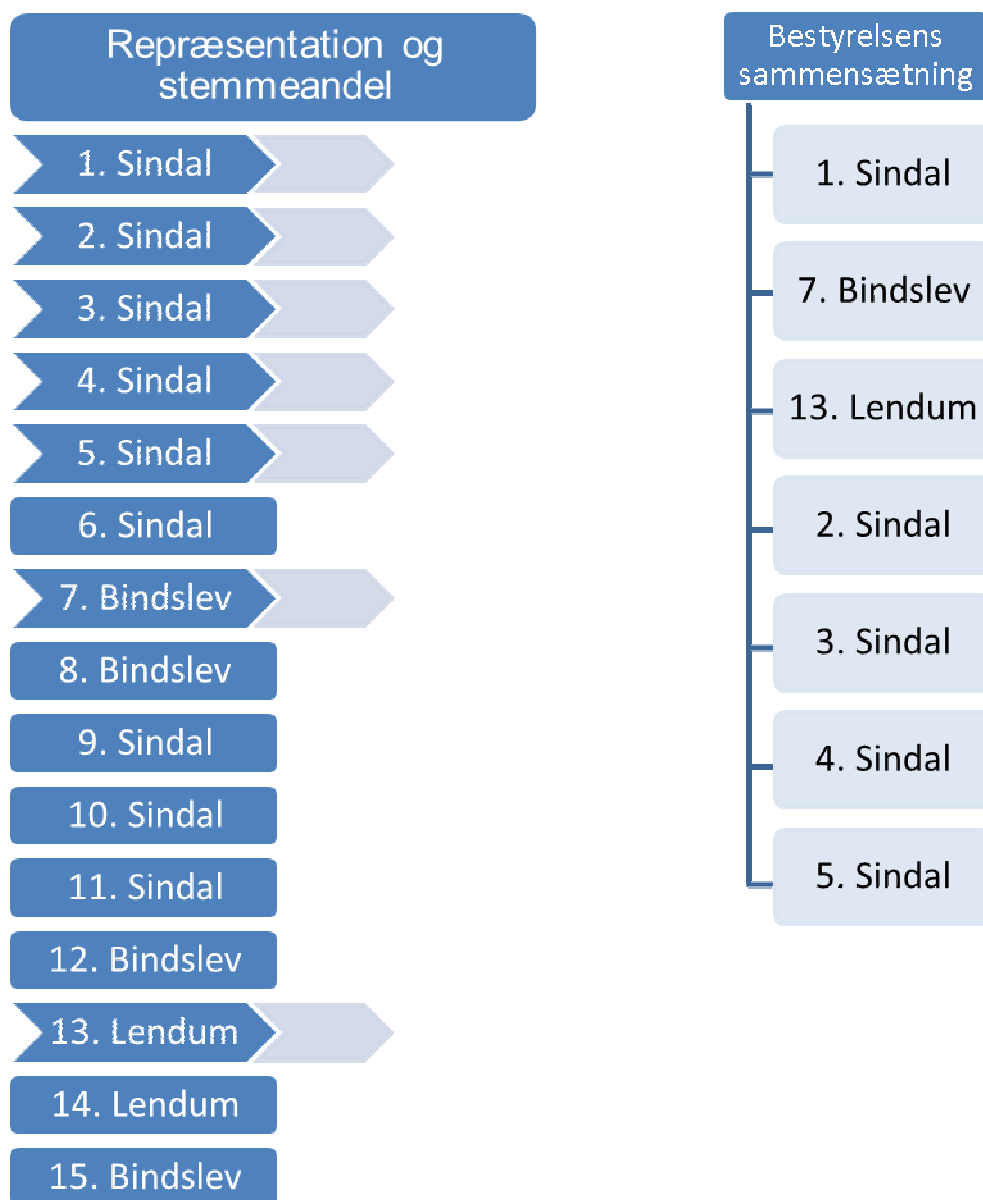 Repræsentation og
stemmeandel
1. Sindal
2. Sindal
3. Sindal
4. Sindal
5. Sindal
6. Sindal
7. Bindslev
8. Bindslev
9. Sindal
10. Sindal
11. Sindal
12. Bindslev
13. Lendum
14. Lendum
15. Bindslev
Bestyrelsens
sammensætning
1. Sindal
7. Bindslev
13. Lendum
2. Sindal
3. Sindal
4. Sindal
5. Sindal